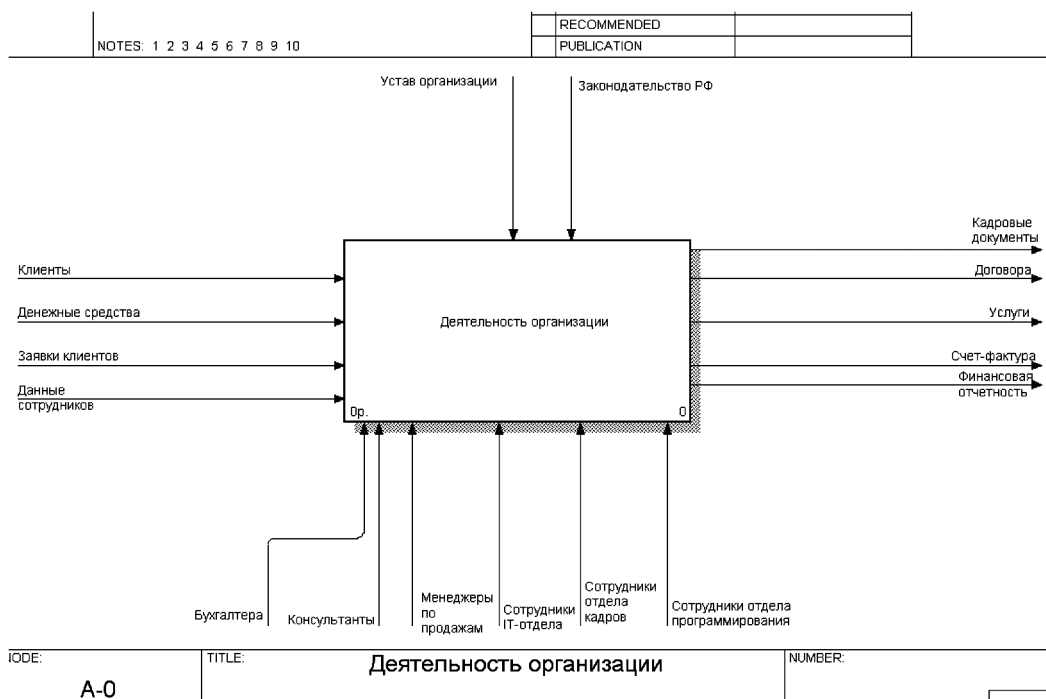 RECOMMENDED
NOTES: 1 2 3 4 5 6 7 8 9 10
PUBLICATION
Устав организации
Законодательство РФ
Кадровые
документы
Клиенты
Договора
Денежные средства
Деятельность организации
Услуги
Заявки клиентов
Счет-фактура
Данные
сотрудников
Финансовая
отчетность
0р.
0
Бухгалтера
Консультанты
Менеджеры
по
продажам
Сотрудники
IT-отдела
Сотрудники
отдела
кадров
Сотрудники отдела
программирования
NODE:
TITLE:
Деятельность организации
NUMBER:
A-0